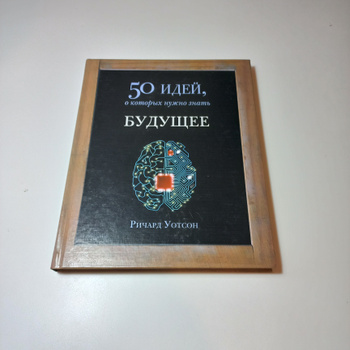 50 ИДЕЙ,
о которых нужно знать
БУДУЩЕЕ
РИЧАРД УОТСОН